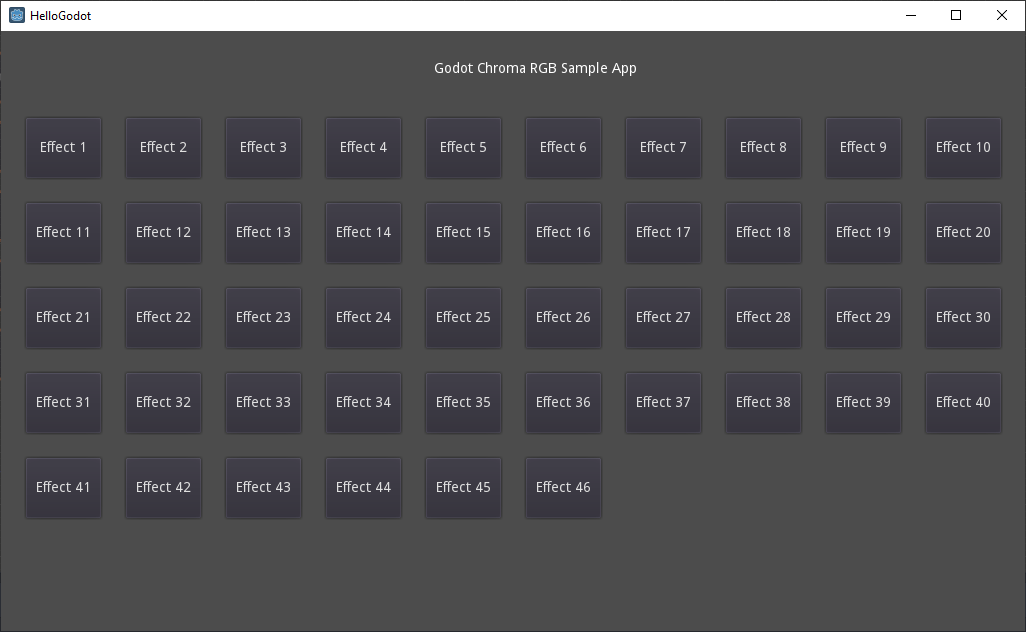 HelloGodot
Godot Chroma RGB Sample App
Effect 1 Effect 2 Effect 3 Effect 4 Effect 5 Effect 6 Effect 7 Effect 8 Effect 9 Effect 10
Effect 11 Effect 12 Effect 13 Effect 14 Effect 15 Effect 16 Effect 17 Effect 18 Effect 19 Effect 20
Effect 21 Effect 22 Effect 23 Effect 24 Effect 25 Effect 26 Effect 27 Effect 28 Effect 29 Effect 30
Effect 31 Effect 32 Effect 33 Effect 34 Effect 35 Effect 36 Effect 37 Effect 38 Effect 39 Effect 40
Effect 41 Effect 42 Effect 43 Effect 44 Effect 45 Effect 46